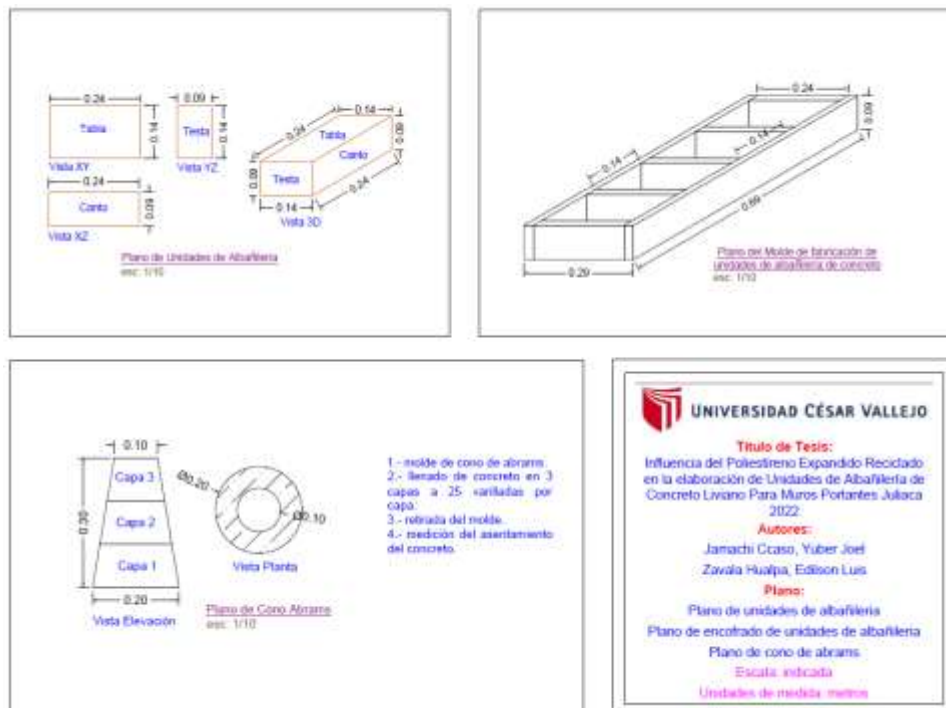 0.24
0.09
Tabla
0.14
Testa
0.14
Vista XY
Vista YZ
0.24
Canto
0.09
Vista XZ
0.24
0.14
Tabla
0.09
Canto
0.09
Testa
0.24
0.14
Vista 3D
Plano de Unidades de Albañilería
esc: 1/10
0.24
0.09
0.14
0.14
0.69
0.29
Plano del Molde de fabricación de
unidades de albañilería de concreto
esc: 1/10
0.10
Capa 3
0.30
Capa 2
Capa 1
0.20
Vista Elevación
Ø0.20
Ø0.10
Vista Planta
Plano de Cono Abrams
esc: 1/10
1.- molde de cono de abrams.
2.- llenado de concreto en 3
capas a 25 varilladas por
capa.
3.- retirada del molde.
4.- medición del asentamiento
del concreto.
UNIVERSIDAD CÉSAR VALLEJO
Titulo de Tesis:
Influencia del Poliestireno Expandido Reciclado
en la elaboración de Unidades de Albañilería de
Concreto Liviano Para Muros Portantes Juliaca
2022
Autores:
Jamachi Ccaso, Yuber Joel
Zavala Hualpa, Edilson Luis
Plano:
Plano de unidades de albañilería
Plano de encofrado de unidades de albañilería
Plano de cono de abrams
Escala: indicada
Unidades de medida: metros